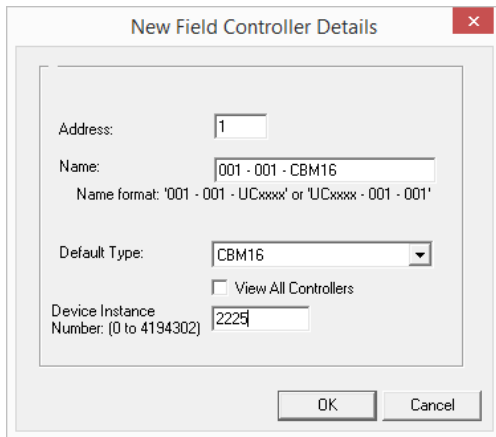 New Field Controller Details
Address:
1
Name:
001 - 001 - CBM16
Name format: '001 - 001 - UCxxxx' or 'UCxxxx - 001 - 001'
Default Type:
CBM16
View All Controllers
Device Instance
Number: (0 to 4194302)
2225
OK
Cancel